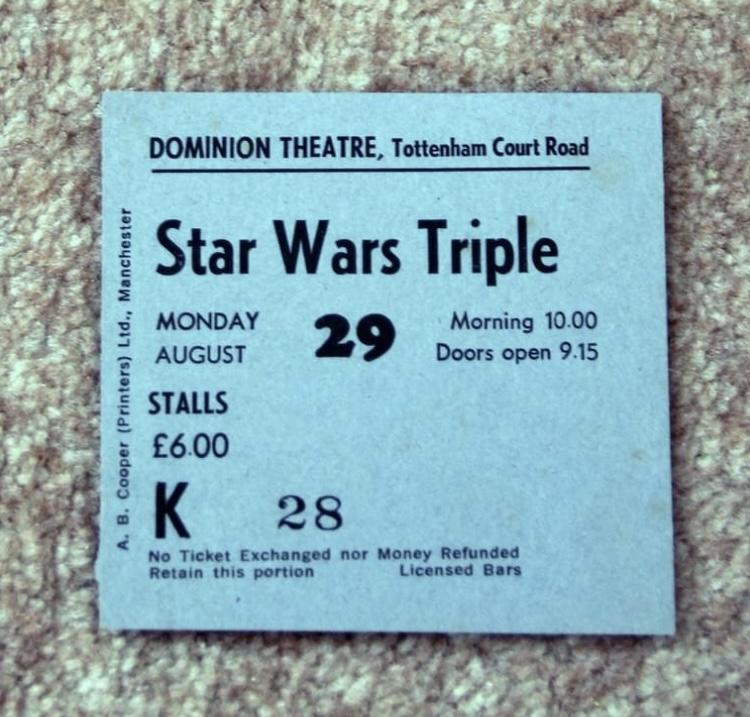 DOMINION THEATRE, Tottenham Court Road
Star Wars Triple
MONDAY AUGUST 29 Morning 10.00
Doors open 9.15
STALLS
£6.00
K 28
No Ticket Exchanged nor Money Refunded
Retain this portion Licensed Bars
A. B. Cooper (Printers) Ltd., Manchester